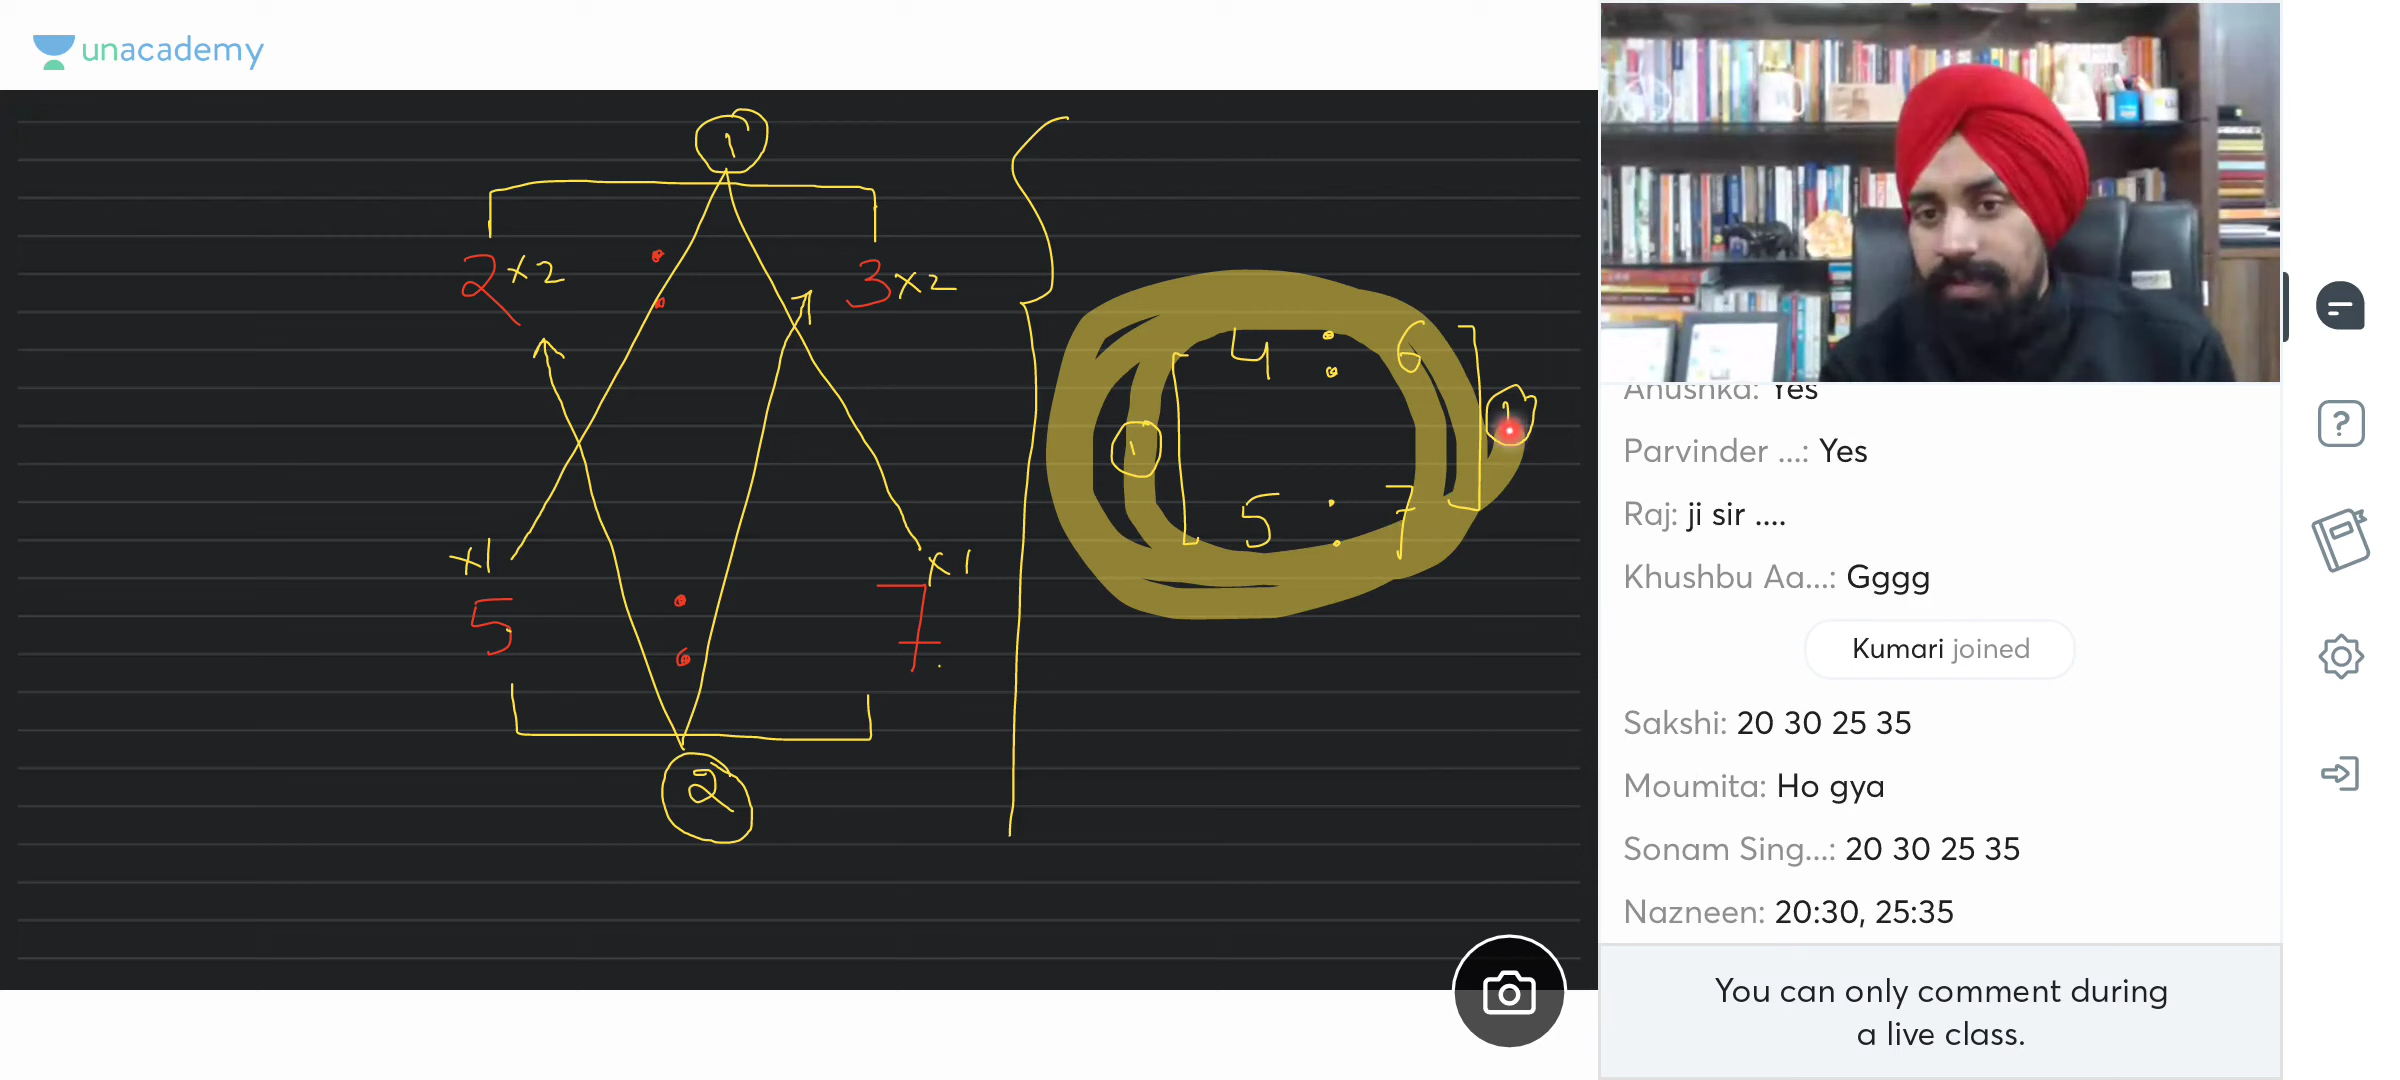 unacademy
1
2 ×2 : 3 ×2
4 : 6
1 1
5 : 7
×1 ×1
5 : 7
2
Anushka: Yes
Parvinder ...: Yes
Raj: ji sir ....
Khushbu Aa...: Gggg
Kumari joined
Sakshi: 20 30 25 35
Moumita: Ho gya
Sonam Sing...: 20 30 25 35
Nazneen: 20:30, 25:35
You can only comment during
a live class.
?